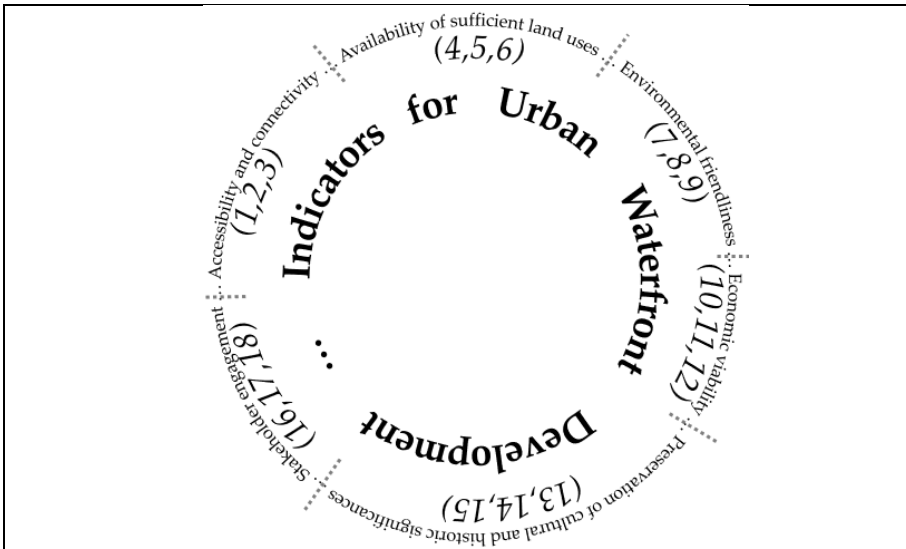 Accessibility and connectivity ...
(1,2,3)
Availability of sufficient land uses ...
(4,5,6)
Environmental friendliness ...
(7,8,9)
Economic viability ...
(10,11,12)
Preservation of cultural and historic significances ...
(13,14,15)
Stakeholder engagement ...
(16,17,18)
Indicators for Urban Waterfront Development ...